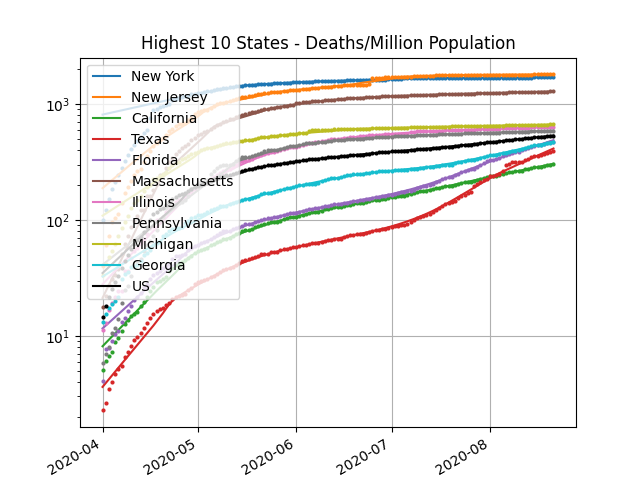 Highest 10 States - Deaths/Million Population
10³
10²
10¹
New York
New Jersey
California
Texas
Florida
Massachusetts
Illinois
Pennsylvania
Michigan
Georgia
US
2020-04
2020-05
2020-06
2020-07
2020-08